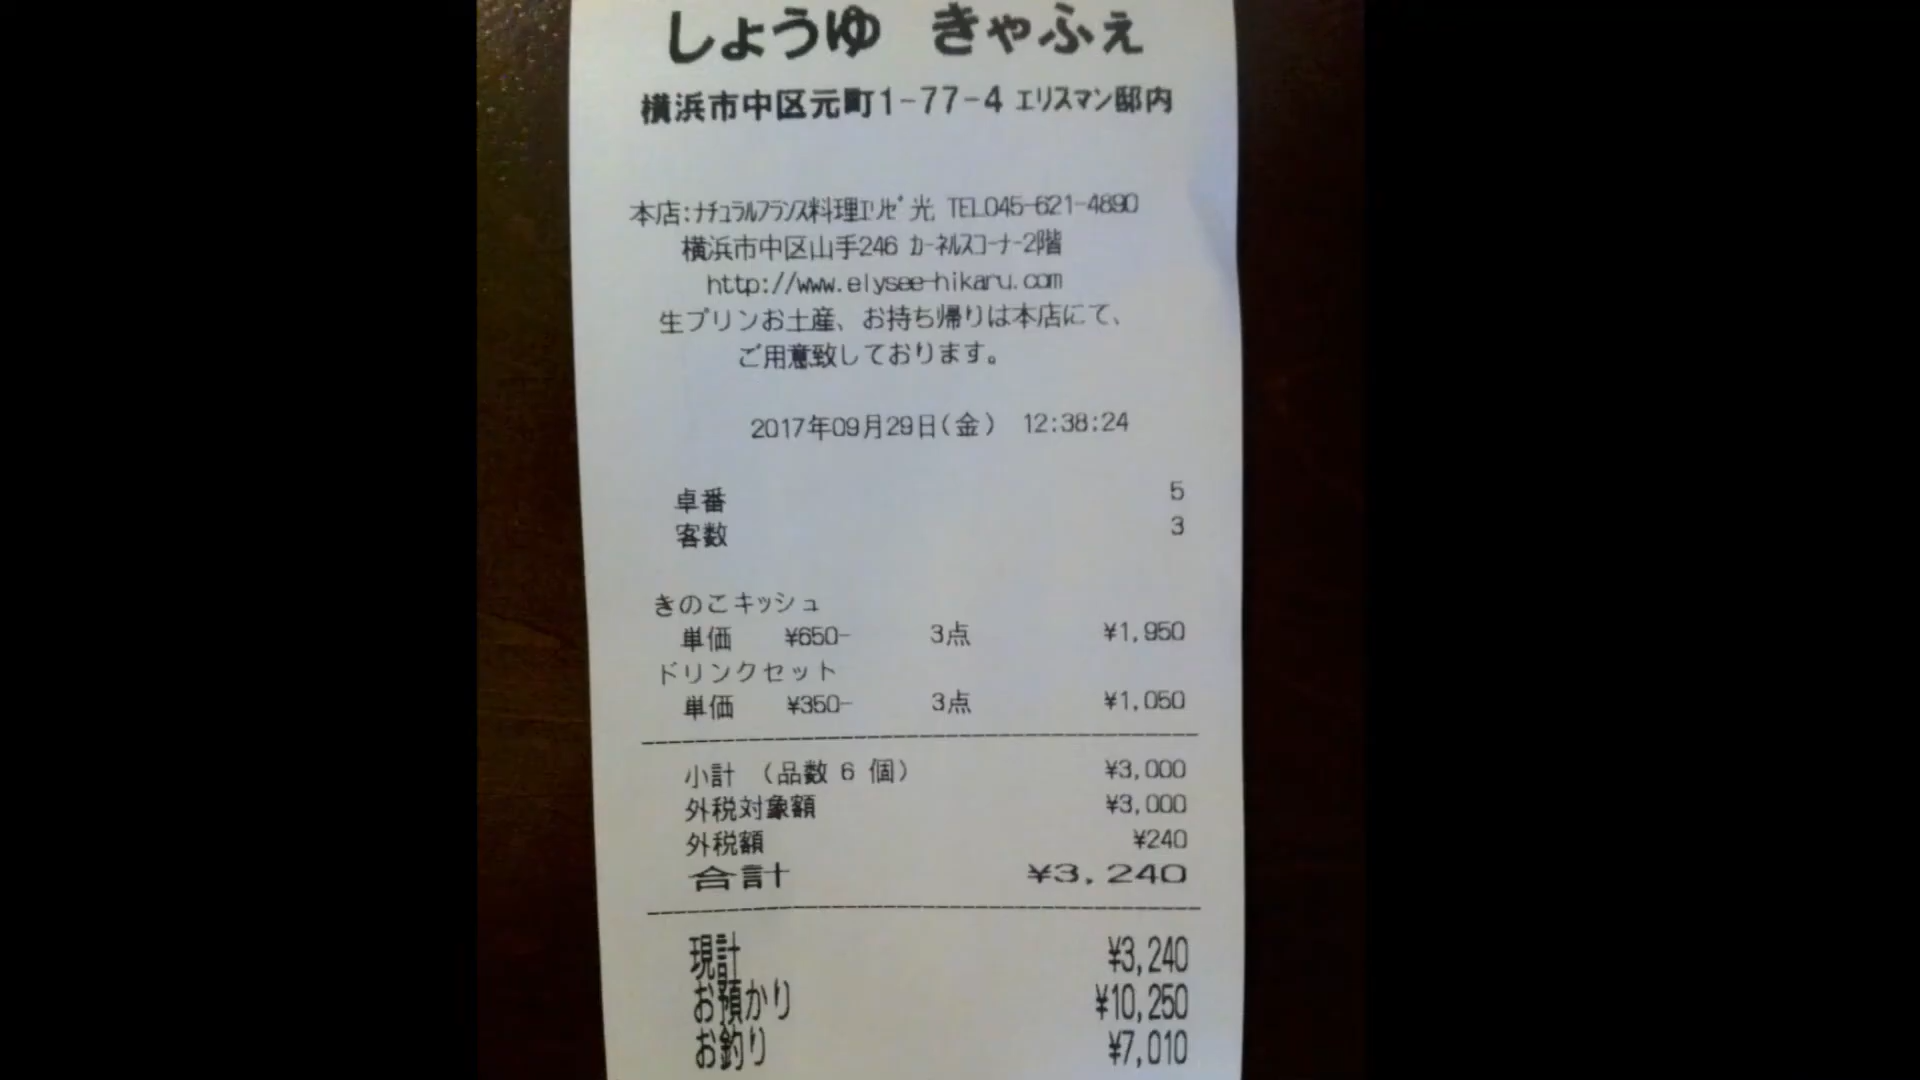 しょうゆ きゃふぇ
横浜市中区元町1-77-4 エリスマン邸内
本店:ナチュラルフランス料理エリゼ光 TEL045-621-4890
横浜市中区山手246 カーネルスコーナー2階
http://www.elysee-hikaru.com
生プリンお土産、お持ち帰りは本店にて、
ご用意致しております。
2017年09月29日(金) 12:38:24
卓番 5
客数 3
きのこキッシュ
単価 ¥650- 3点 ¥1,950
ドリンクセット
単価 ¥350- 3点 ¥1,050
小計 (品数 6 個) ¥3,000
外税対象額 ¥3,000
外税額 ¥240
合計 ¥3,240
現計 ¥3,240
お預かり ¥10,250
お釣り ¥7,010